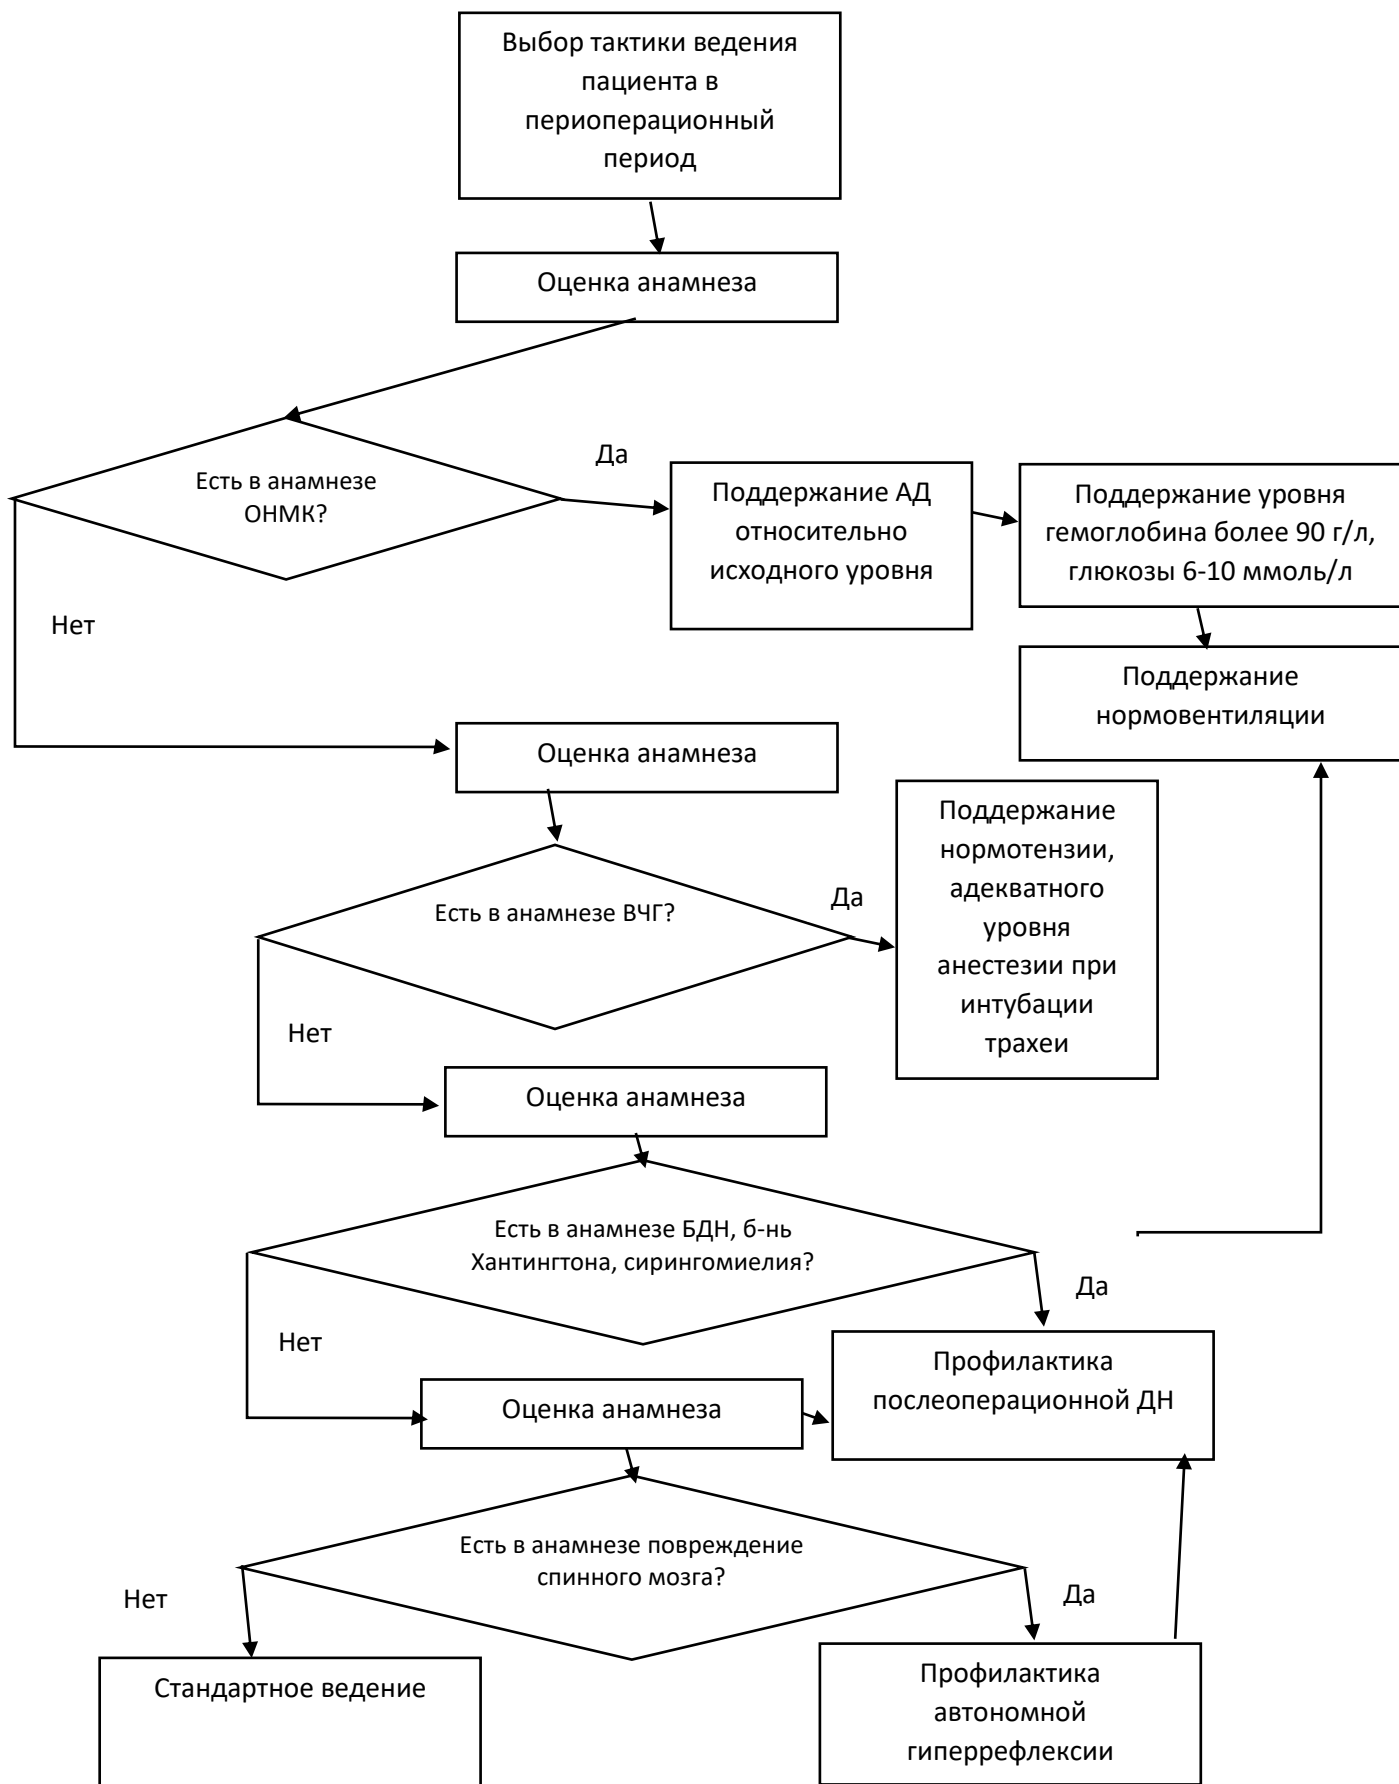 Выбор тактики ведения
пациента в
периоперационный
период
Оценка анамнеза
Есть в анамнезе
ОНМК?
Да
Поддержание АД
относительно
исходного уровня
Поддержание уровня
гемоглобина более 90 г/л,
глюкозы 6-10 ммоль/л
Нет
Поддержание
нормовентиляции
Оценка анамнеза
Есть в анамнезе ВЧГ?
Да
Поддержание
нормотензии,
адекватного
уровня
анестезии при
интубации
трахеи
Нет
Оценка анамнеза
Есть в анамнезе БДН, б-нь
Хантингтона, сирингомиелия?
Да
Нет
Профилактика
послеоперационной ДН
Оценка анамнеза
Есть в анамнезе повреждение
спинного мозга?
Нет
Да
Стандартное ведение
Профилактика
автономной
гиперрефлексии